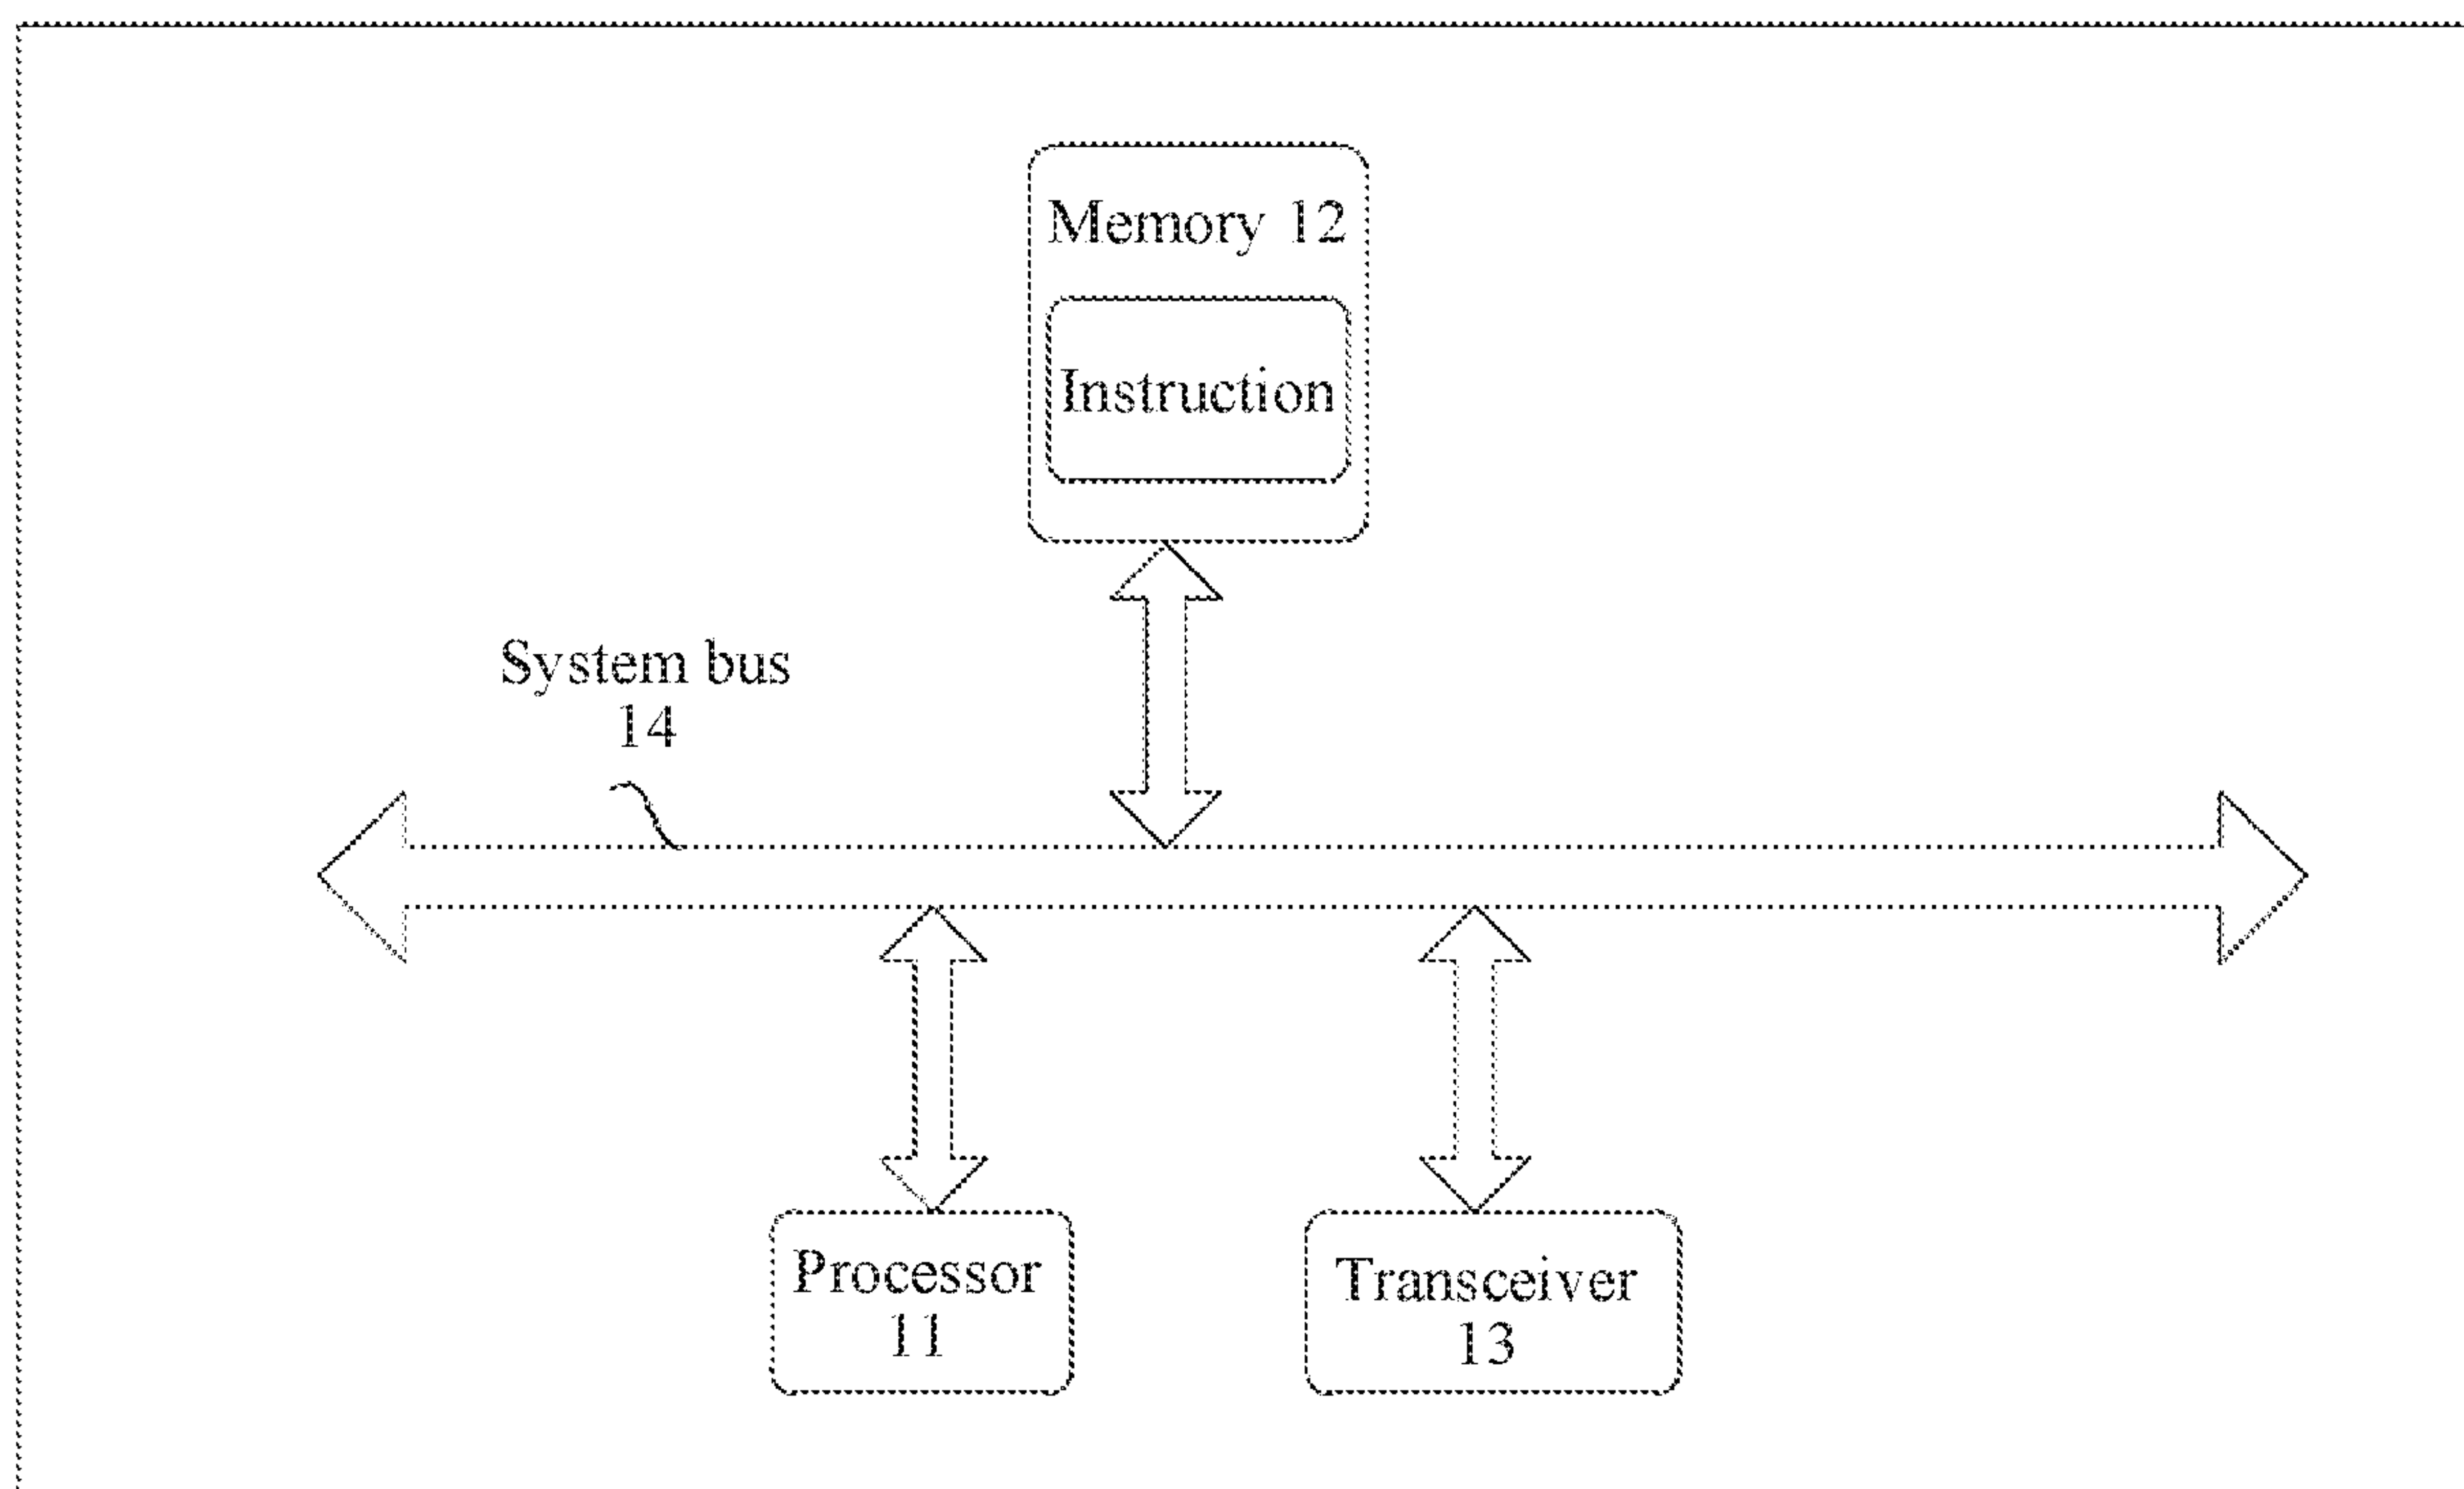 Memory 12
Instruction
System bus
14
Processor
11
Transceiver
13